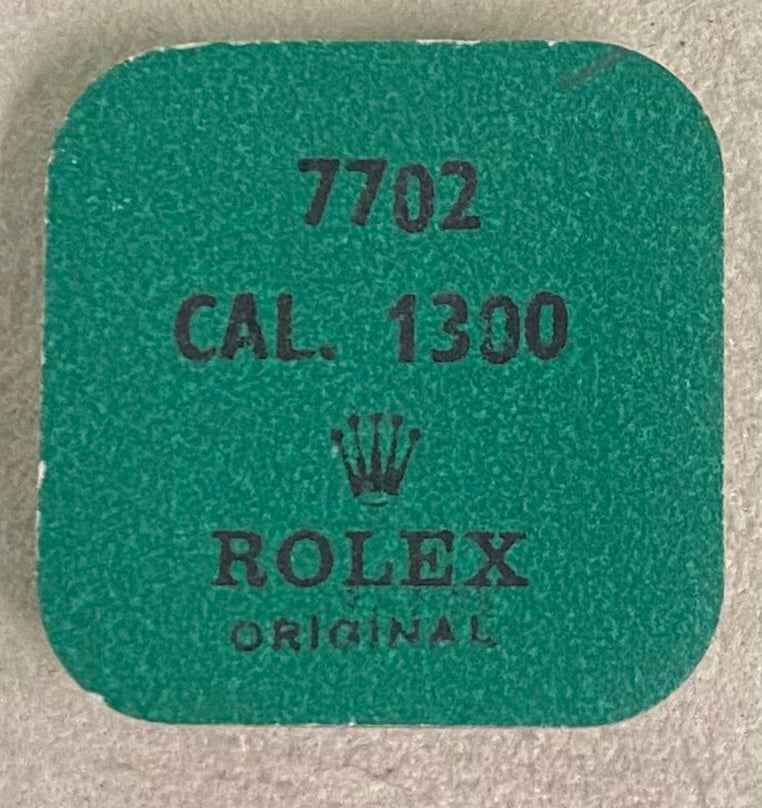 7702
CAL. 1300
ROLEX
ORIGINAL